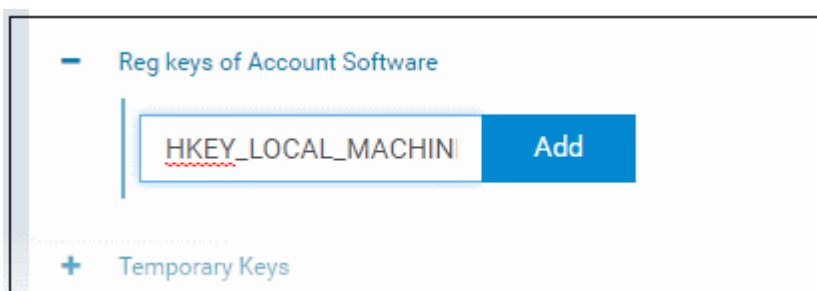 Reg keys of Account Software
HKEY_LOCAL_MACHIN Add
Temporary Keys